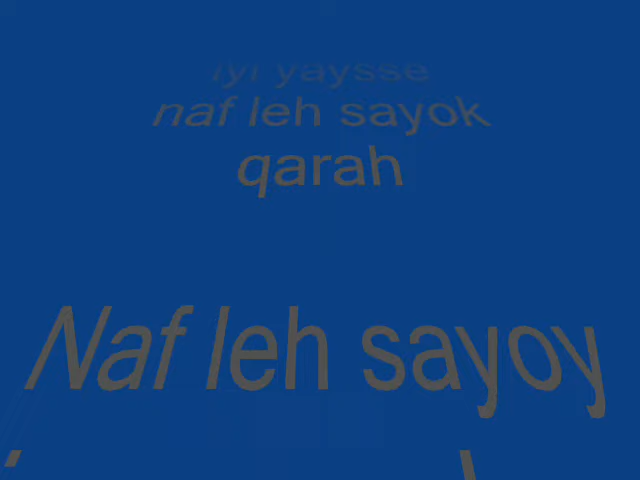 iyi yaysse
naf leh sayok
qarah
Naf leh sayoy